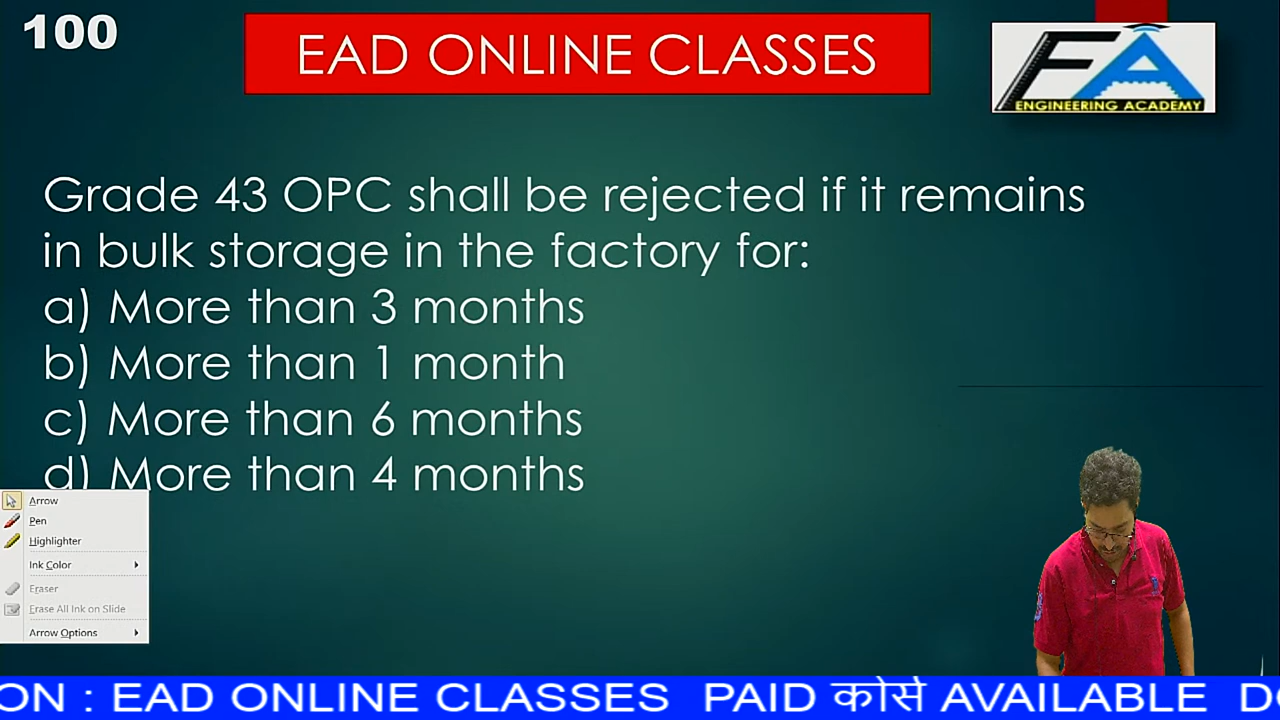 100
EAD ONLINE CLASSES
ENGINEERING ACADEMY
Grade 43 OPC shall be rejected if it remains
in bulk storage in the factory for:
a) More than 3 months
b) More than 1 month
c) More than 6 months
d) More than 4 months
Arrow
Pen
Highlighter
Ink Color
Eraser
Erase All Ink on Slide
Arrow Options
ON : EAD ONLINE CLASSES PAID कोर्स AVAILABLE D